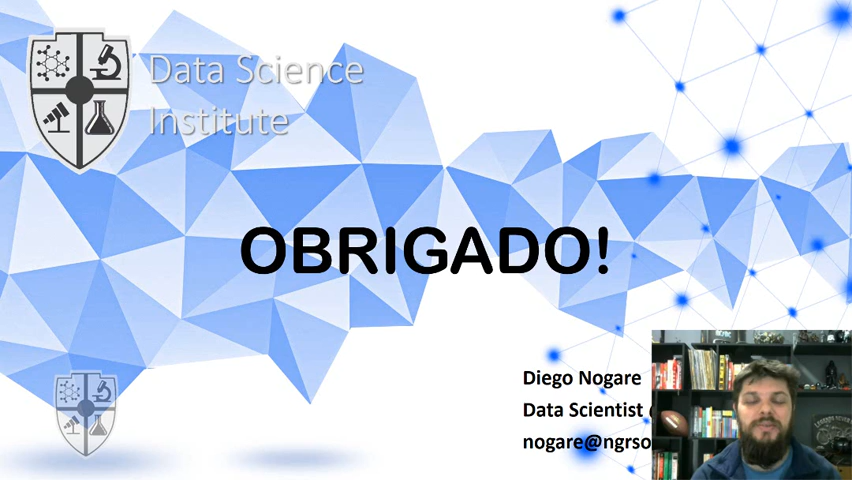 Data Science
Institute
OBRIGADO!
Diego Nogare
Data Scientist
nogare@ngrso